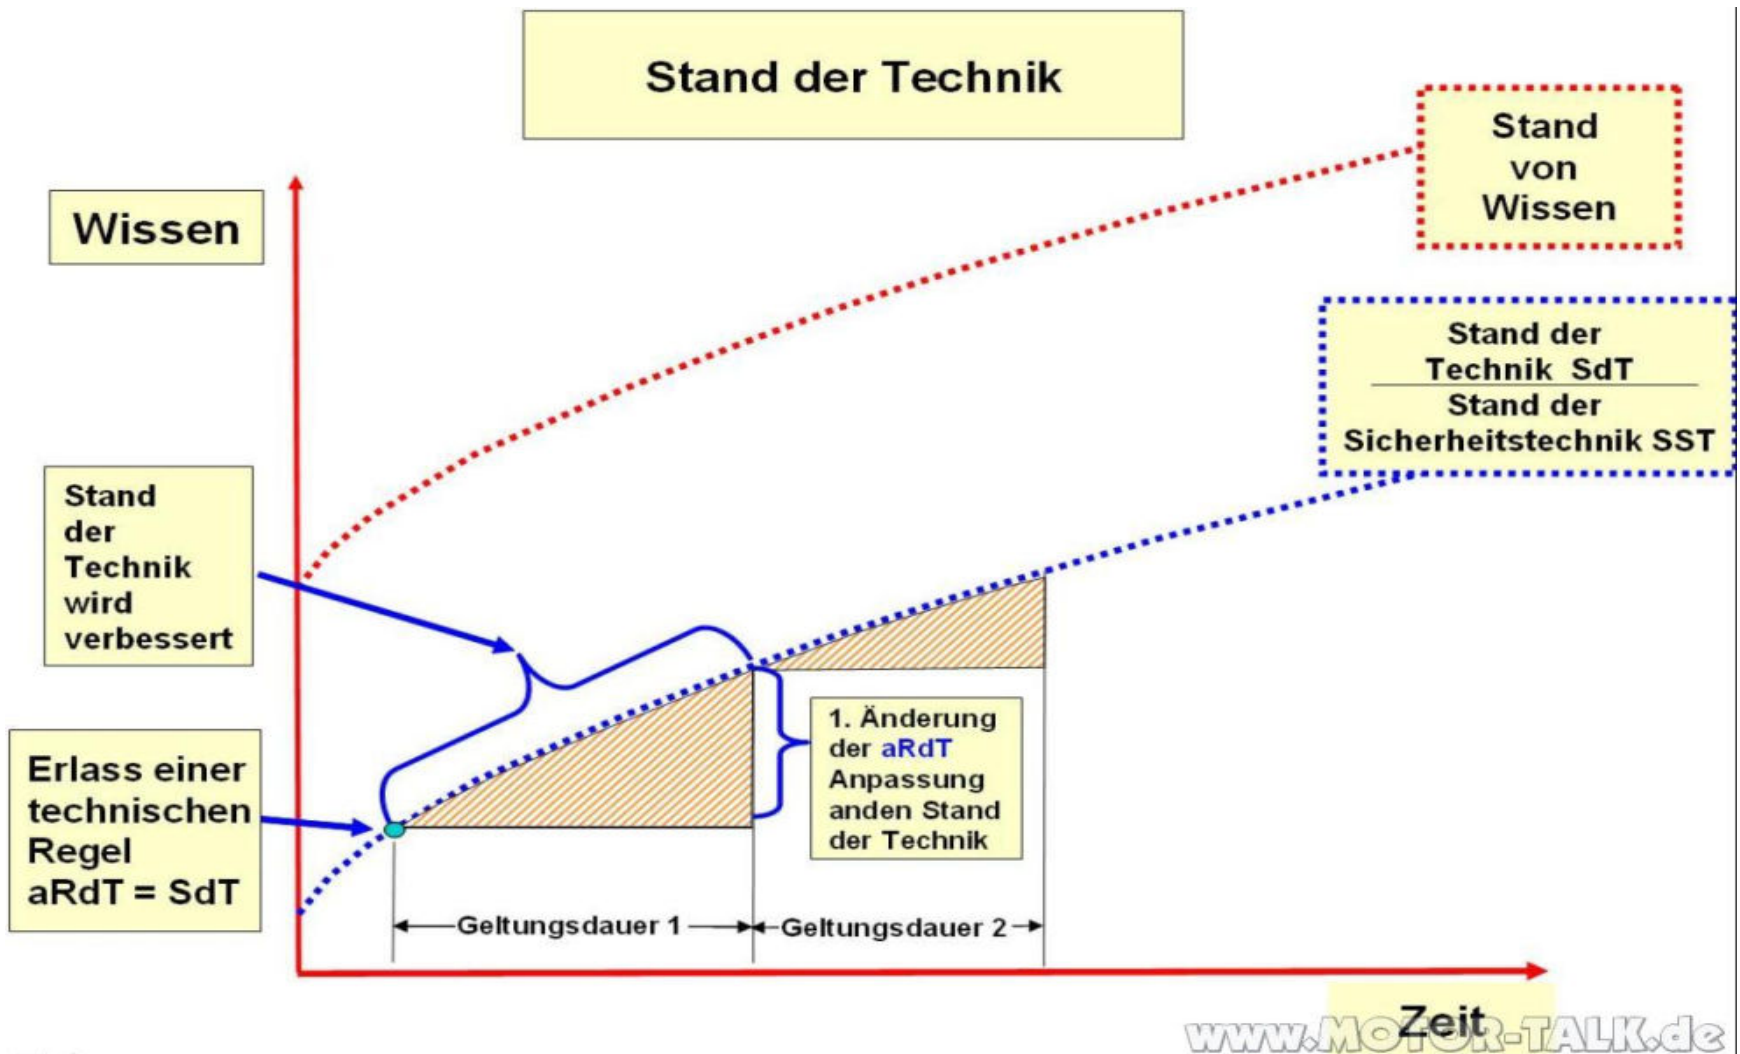 Stand der Technik
Wissen
Stand
von
Wissen
Stand der
Technik SdT
Stand der
Sicherheitstechnik SST
Stand
der
Technik
wird
verbessert
Erlass einer
technischen
Regel
aRdT = SdT
1. Änderung
der aRdT
Anpassung
anden Stand
der Technik
Geltungsdauer 1
Geltungsdauer 2
Zeit
www.MOTOR-TALK.de